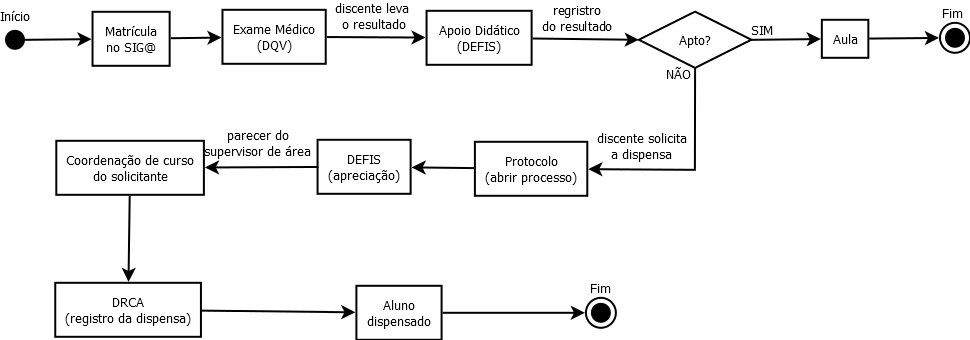 Início
Matrícula
no SIG@
Exame Médico
(DQV)
discente leva
o resultado
Apoio Didático
(DEFIS)
regristro
do resultado
Apto?
SIM
NÃO
Aula
Fim
discente solicita
a dispensa
Protocolo
(abrir processo)
DEFIS
(apreciação)
parecer do
supervisor de área
Coordenação de curso
do solicitante
DRCA
(registro da dispensa)
Aluno
dispensado
Fim